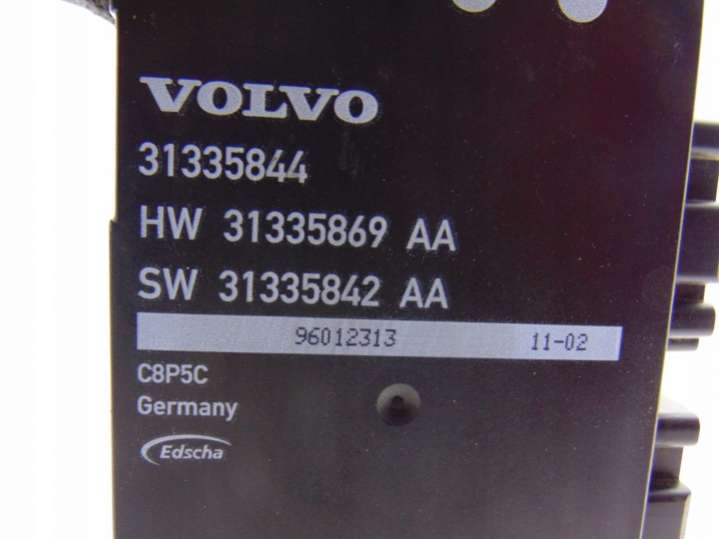 VOLVO
31335844
HW 31335869 AA
SW 31335842 AA
96012313 11-02
C8P5C
Germany
Edscha